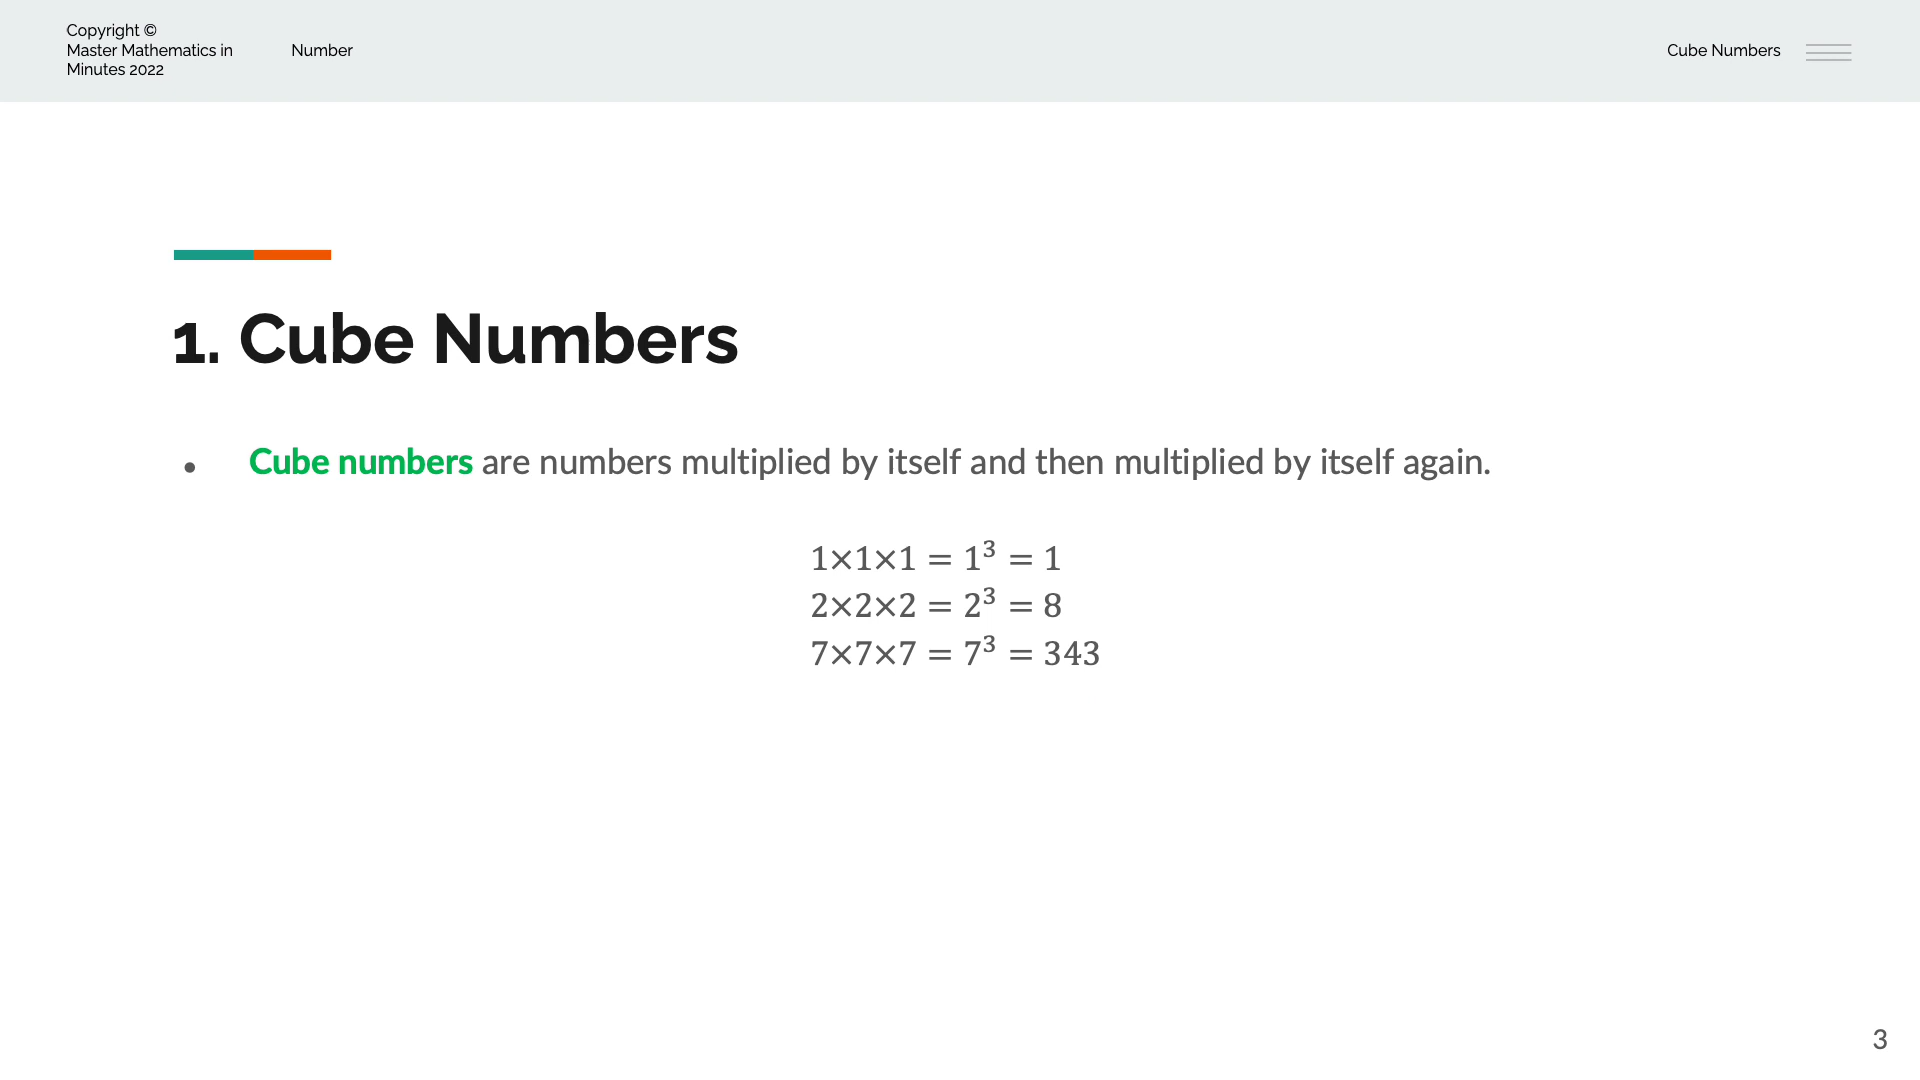 Copyright ©
Master Mathematics in
Minutes 2022
Number
Cube Numbers
1. Cube Numbers
• Cube numbers are numbers multiplied by itself and then multiplied by itself again.
1×1×1 = 1³ = 1
2×2×2 = 2³ = 8
7×7×7 = 7³ = 343
3